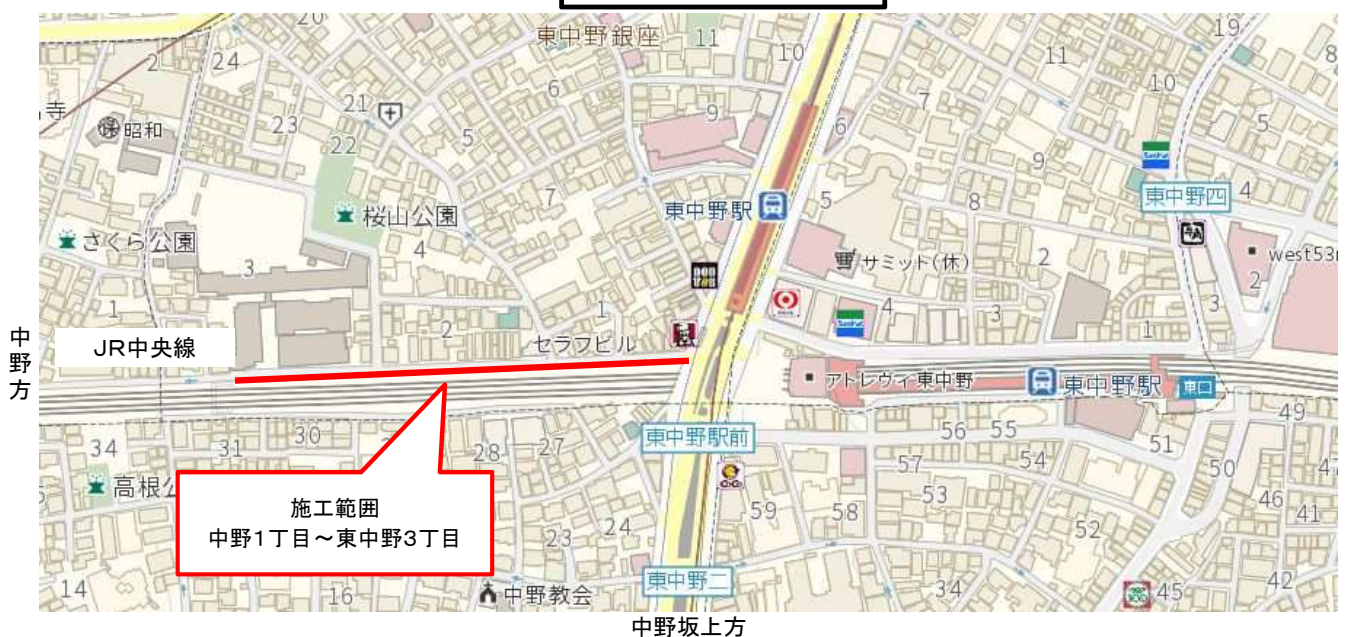 20
19
東中野銀座
11
10
11
2
24
10
8
寺
21
6
9
7
6
5
昭和
23
5
22
9
7
4
東中野駅
5
8
東中野四
桜山公園
さくら公園
4
サミット(休)
2
west53r
3
2
1
1
4
3
2
1
中野方
JR中央線
セラフビル
アトレヴィ東中野
東中野駅
東口
49
34
31
30
28
27
東中野駅前
56
55
51
50
57
54
47
高根公
施工範囲
中野1丁目~東中野3丁目
53
46
59
58
41
23
24
52
14
16
中野教会
東中野二
34
45
42
中野坂上方